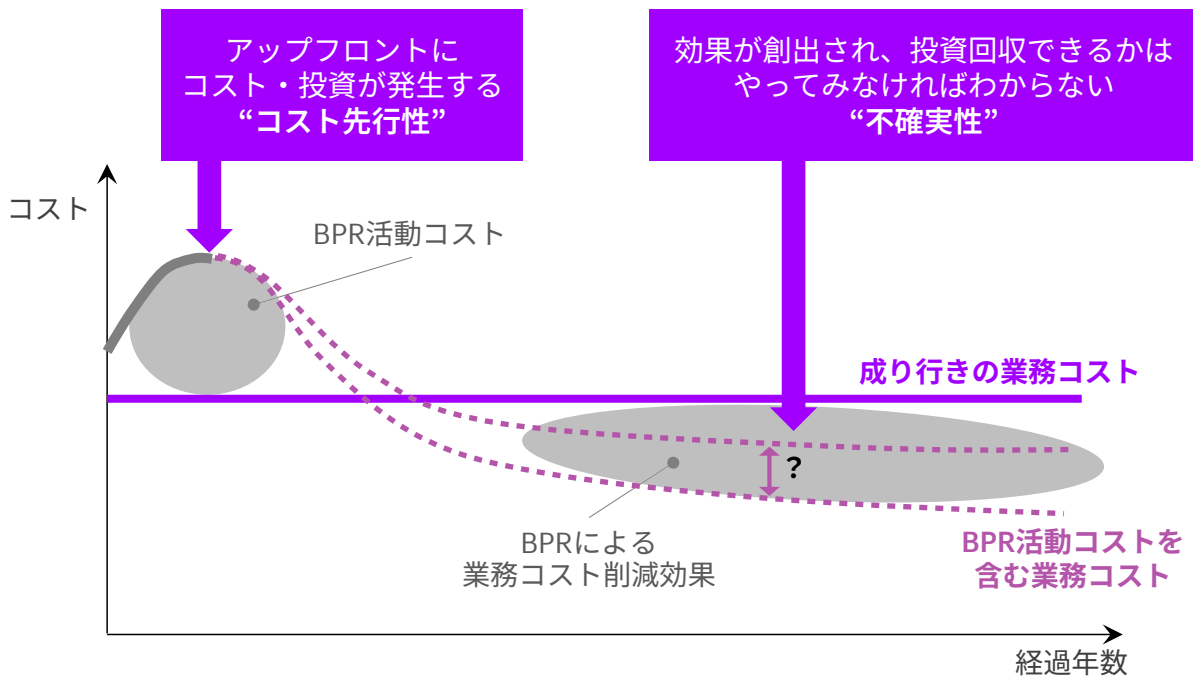 アップフロントに
コスト・投資が発生する
“コスト先行性”
効果が創出され、投資回収できるかは
やってみなければわからない
“不確実性”
コスト
BPR活動コスト
成り行きの業務コスト
?
BPRによる
業務コスト削減効果
BPR活動コストを
含む業務コスト
経過年数